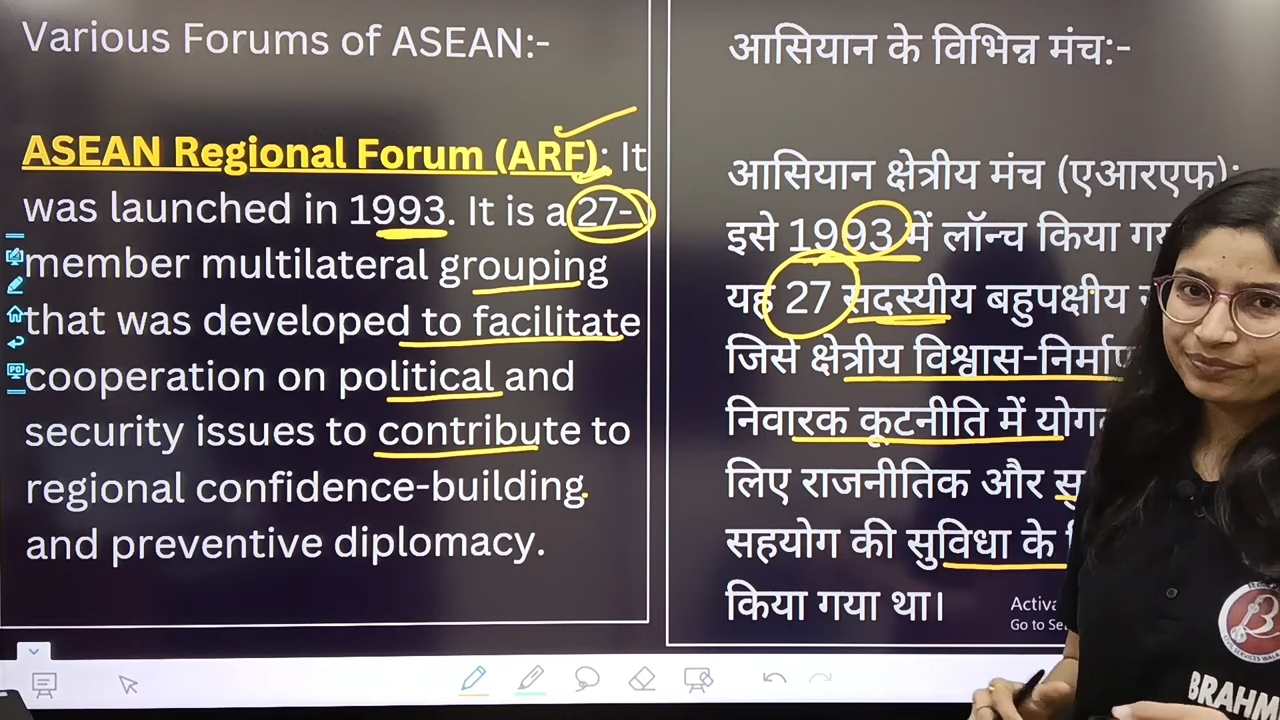 Various Forums of ASEAN:-
ASEAN Regional Forum (ARF): It
was launched in 1993. It is a 27-
member multilateral grouping
that was developed to facilitate
cooperation on political and
security issues to contribute to
regional confidence-building
and preventive diplomacy.
आसियान के विभिन्न मंच:-
आसियान क्षेत्रीय मंच (एआरएफ):
इसे 1993 में लॉन्च किया
यह 27 सदस्यीय बहुपक्षीय
जिसे क्षेत्रीय विश्वास-निर्माण
निवारक कूटनीति में
लिए राजनीतिक और
सहयोग की सुविधा के
किया गया था।
Go to
BRAHM